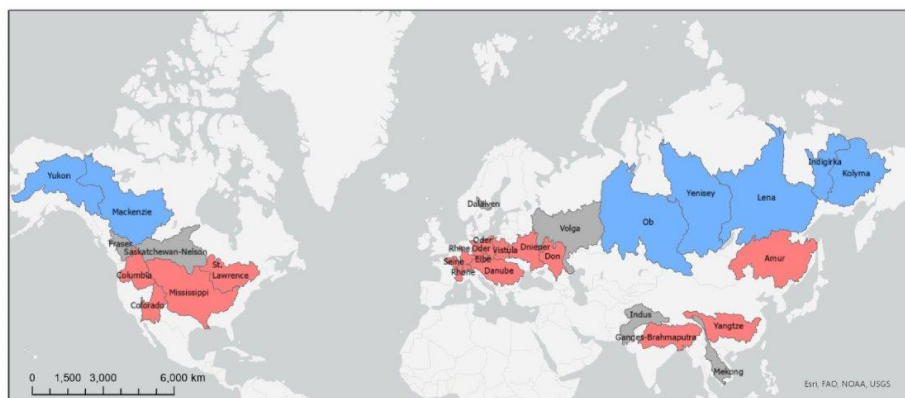 Yukon
Mackenzie
Fraser
Saskatchewan-Nelson
Columbia
St.
Lawrence
Mississippi
Colorado
Dalalven
Volga
Ob
Yenisey
Lena
Indigirka
Kolyma
Oder
Rhine
Oder
Vistula
Dnieper
Seine
Elbe
Don
Rhone
Danube
Amur
Indus
Ganges-Brahmaputra
Yangtze
Mekong
0 1,500 3,000 6,000 km
Esri, FAO, NOAA, USGS